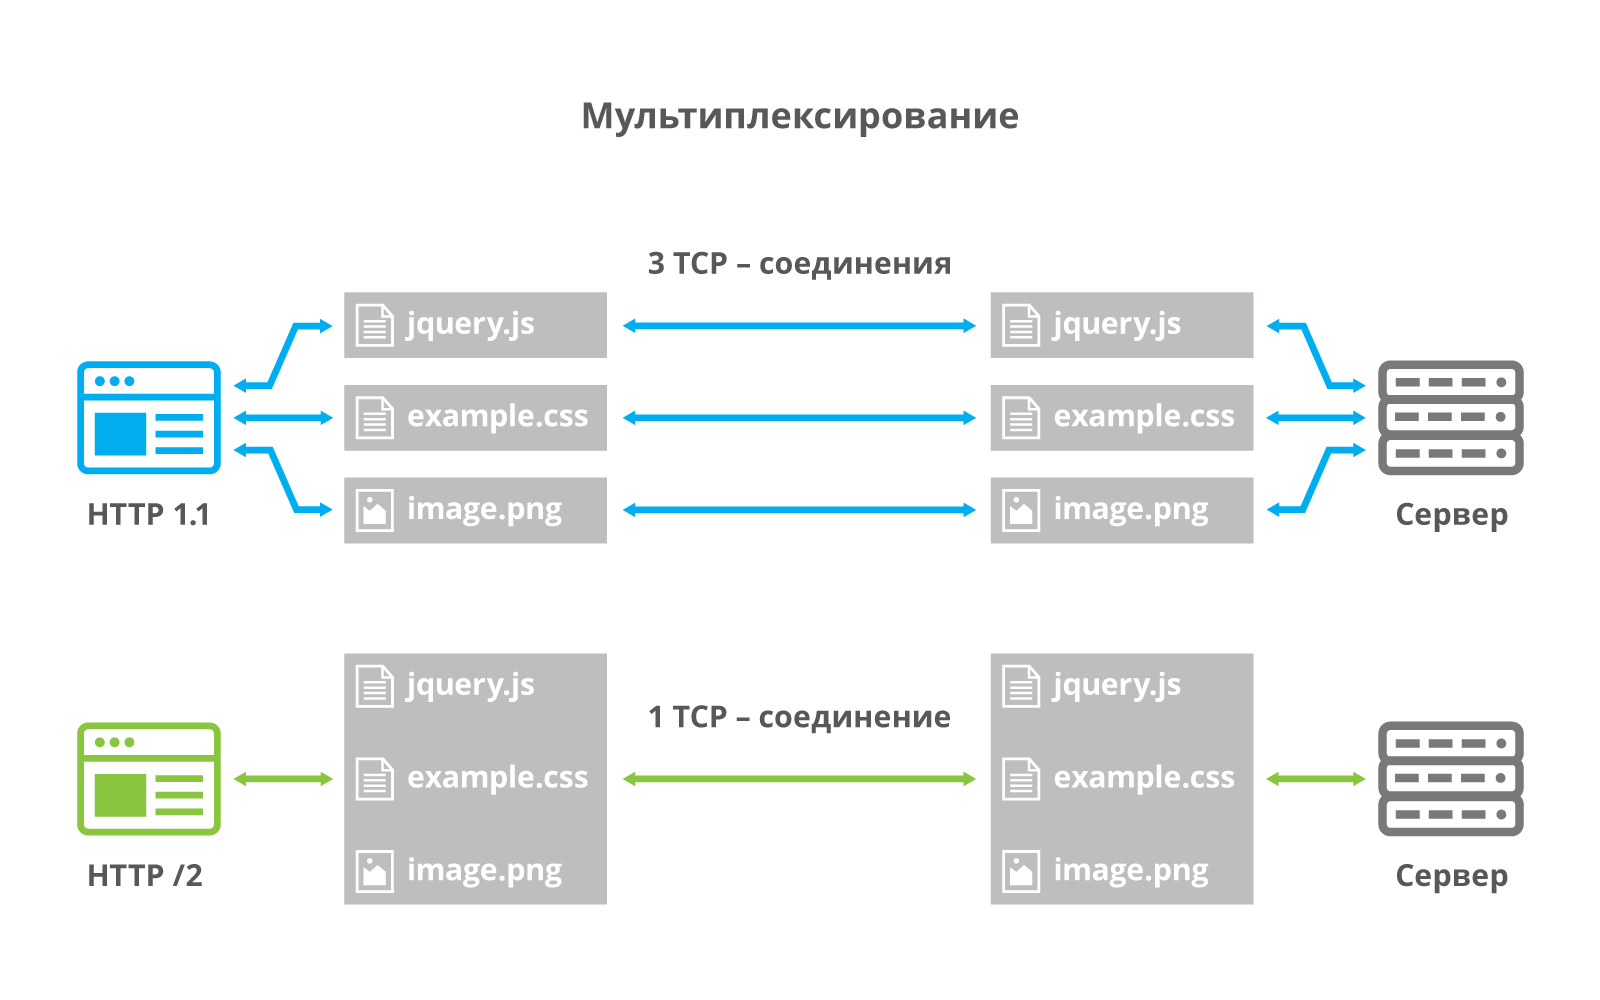 Мультиплексирование
3 TCP – соединения
jquery.js
jquery.js
example.css
example.css
image.png
image.png
HTTP 1.1
Сервер
jquery.js
jquery.js
1 TCP – соединение
example.css
example.css
image.png
image.png
HTTP /2
Сервер